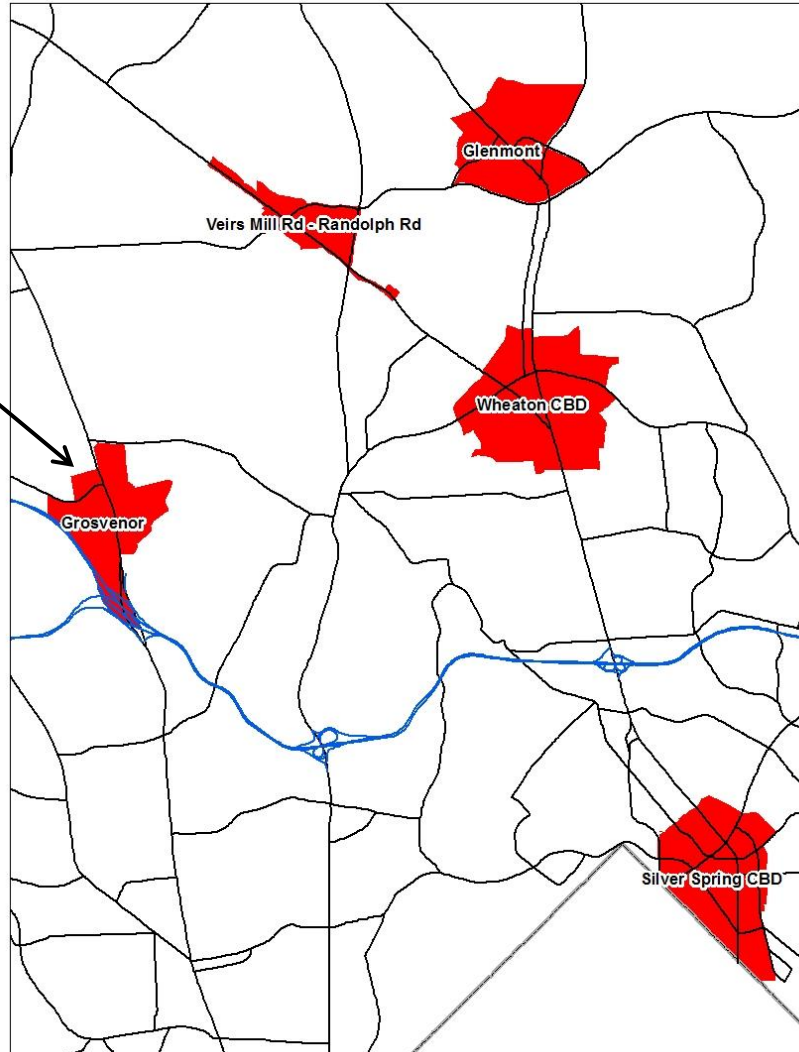 Glenmont
Veirs Mill Rd - Randolph Rd
Wheaton CBD
Grosvenor
Silver Spring CBD